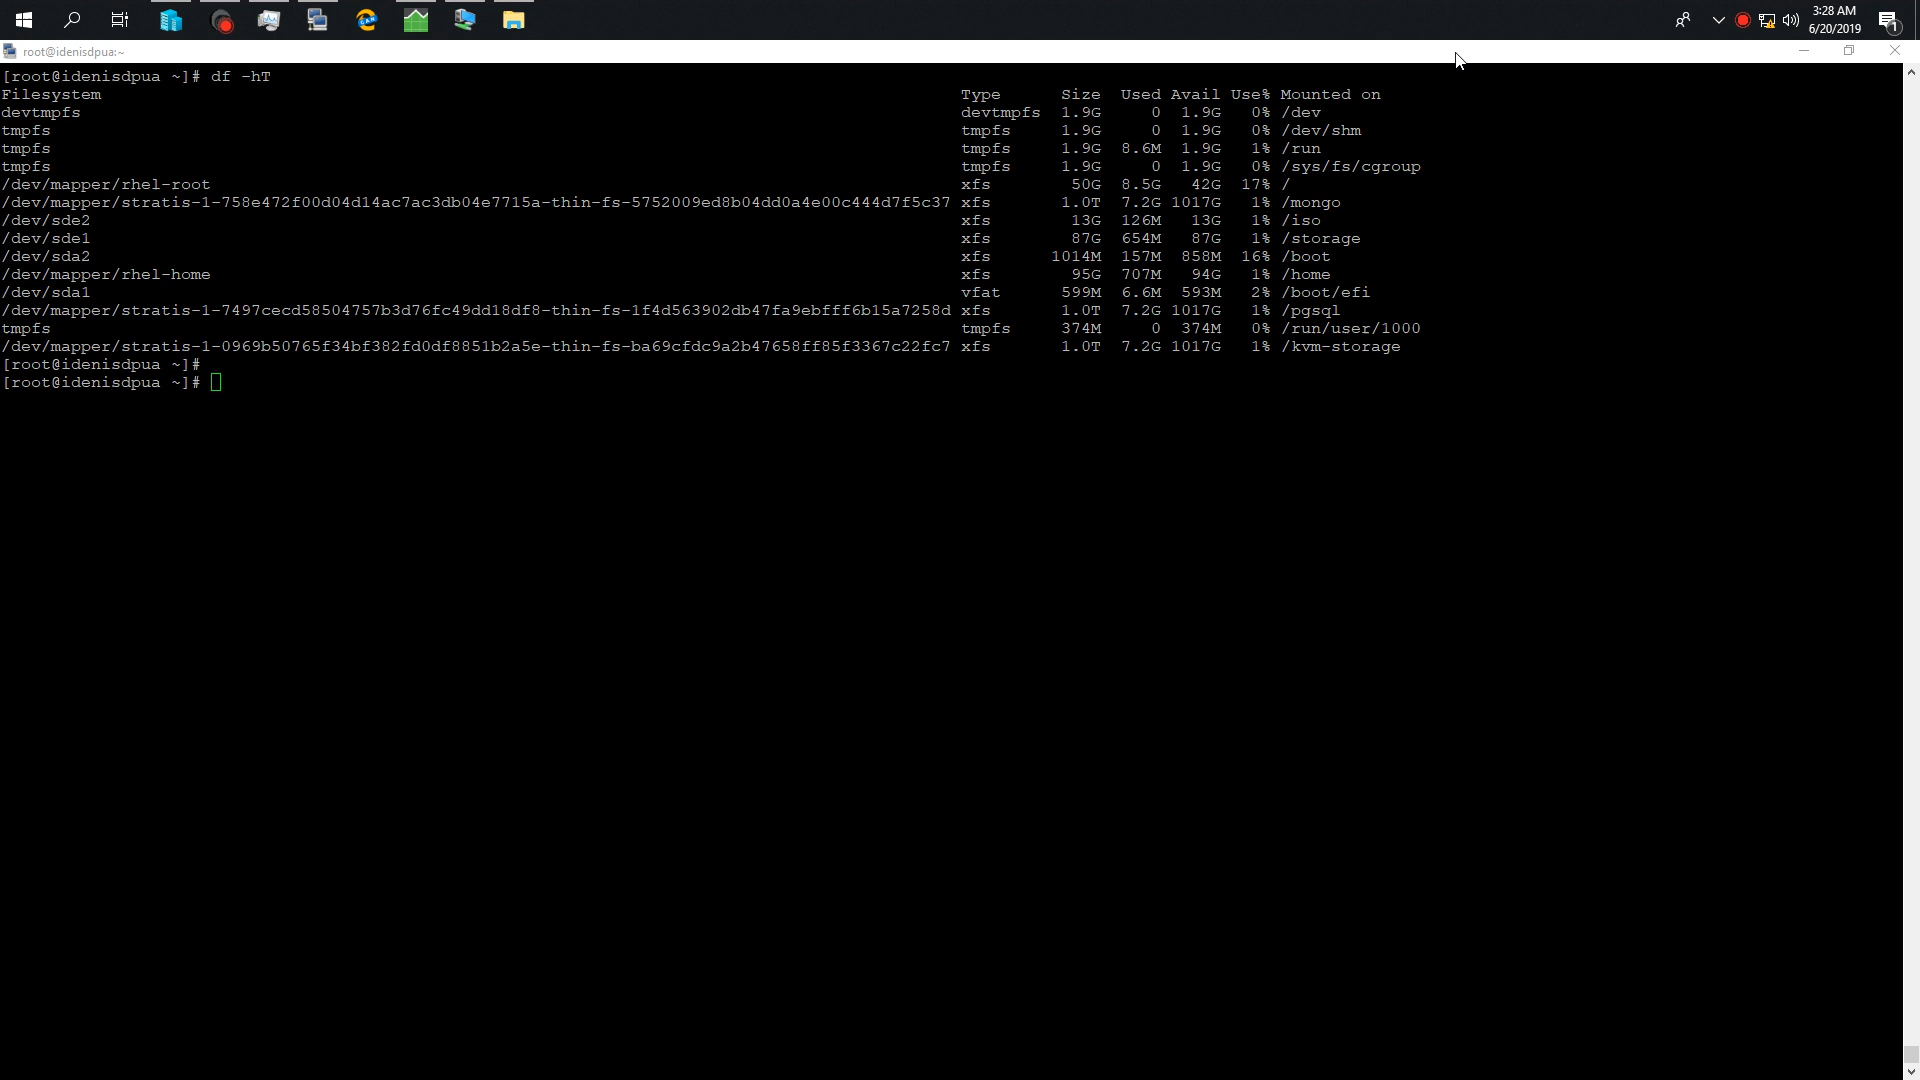 3:28 AM
6/20/2019
1
root@idenisdpua:~
[root@idenisdpua ~]# df -hT
Filesystem Type Size Used Avail Use% Mounted on
devtmpfs devtmpfs 1.9G 0 1.9G 0% /dev
tmpfs tmpfs 1.9G 0 1.9G 0% /dev/shm
tmpfs tmpfs 1.9G 8.6M 1.9G 1% /run
tmpfs tmpfs 1.9G 0 1.9G 0% /sys/fs/cgroup
/dev/mapper/rhel-root xfs 50G 8.5G 42G 17% /
/dev/mapper/stratis-1-758e472f00d04d14ac7ac3db04e7715a-thin-fs-5752009ed8b04dd0a4e00c444d7f5c37 xfs 1.0T 7.2G 1017G 1% /mongo
/dev/sde2 xfs 13G 126M 13G 1% /iso
/dev/sde1 xfs 87G 654M 87G 1% /storage
/dev/sda2 xfs 1014M 157M 858M 16% /boot
/dev/mapper/rhel-home xfs 95G 707M 94G 1% /home
/dev/sda1 vfat 599M 6.6M 593M 2% /boot/efi
/dev/mapper/stratis-1-7497cecd58504757b3d76fc49dd18df8-thin-fs-1f4d563902db47fa9ebfff6b15a7258d xfs 1.0T 7.2G 1017G 1% /pgsql
tmpfs tmpfs 374M 0 374M 0% /run/user/1000
/dev/mapper/stratis-1-0969b50765f34bf382fd0df8851b2a5e-thin-fs-ba69cfdc9a2b47658ff85f3367c22fc7 xfs 1.0T 7.2G 1017G 1% /kvm-storage
[root@idenisdpua ~]#
[root@idenisdpua ~]#